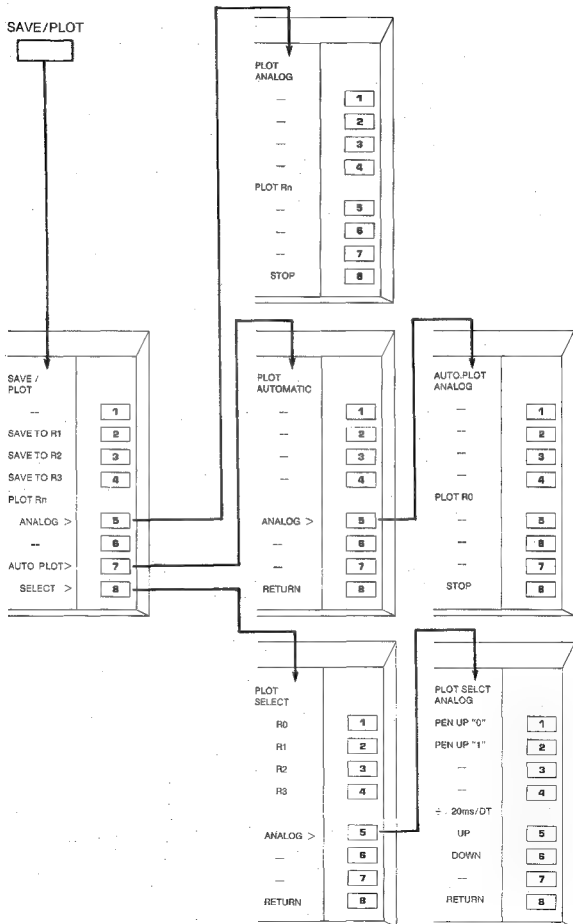 SAVE/PLOT
PLOT
ANALOG
-- 1
-- 2
-- 3
-- 4
PLOT Rn
-- 5
-- 6
-- 7
STOP 8
SAVE /
PLOT
-- 1
SAVE TO R1 2
SAVE TO R2 3
SAVE TO R3 4
PLOT Rn
ANALOG > 5
-- 6
AUTO PLOT> 7
SELECT > 8
PLOT
AUTOMATIC
-- 1
-- 2
-- 3
-- 4
ANALOG > 5
-- 6
-- 7
RETURN 8
AUTO.PLOT
ANALOG
-- 1
-- 2
-- 3
-- 4
PLOT R0
-- 5
-- 6
-- 7
STOP 8
PLOT
SELECT
R0 1
R1 2
R2 3
R3 4
ANALOG > 5
-- 6
-- 7
RETURN 8
PLOT SELCT
ANALOG
PEN UP "0" 1
PEN UP "1" 2
-- 3
-- 4
÷ 20ms/DT
UP 5
DOWN 6
-- 7
RETURN 8